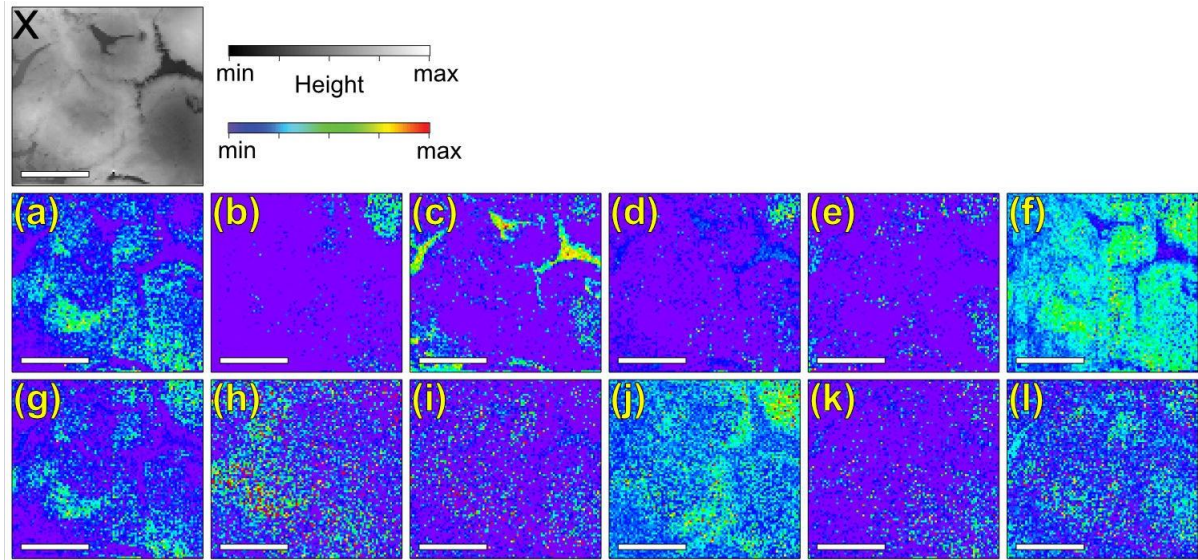 X
min max
Height
min max
(a) (b) (c) (d) (e) (f)
(g) (h) (i) (j) (k) (l)